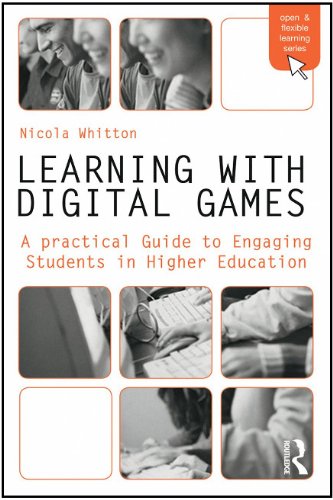 open &
flexible
learning
series
Nicola Whitton
LEARNING WITH
DIGITAL GAMES
A practical Guide to Engaging
Students in Higher Education
ROUTLEDGE